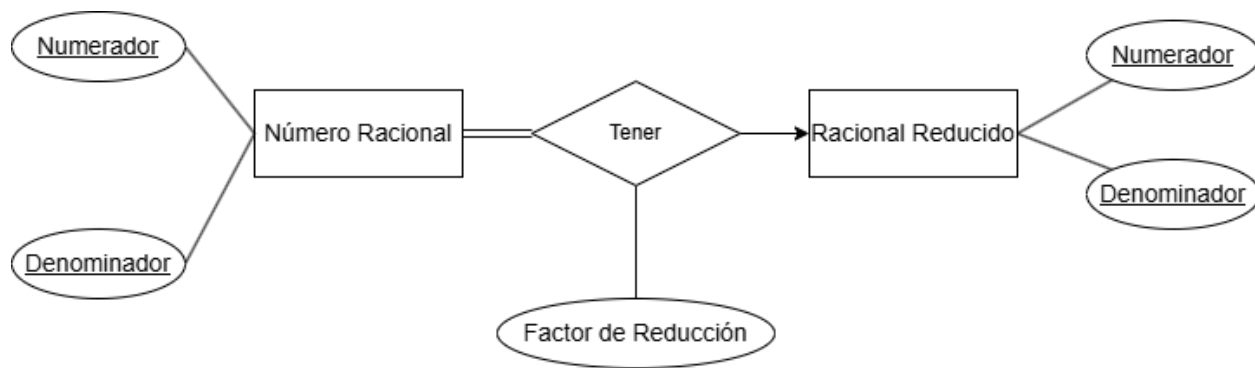 Numerador
Denominador
Número Racional
Tener
Factor de Reducción
Racional Reducido
Numerador
Denominador